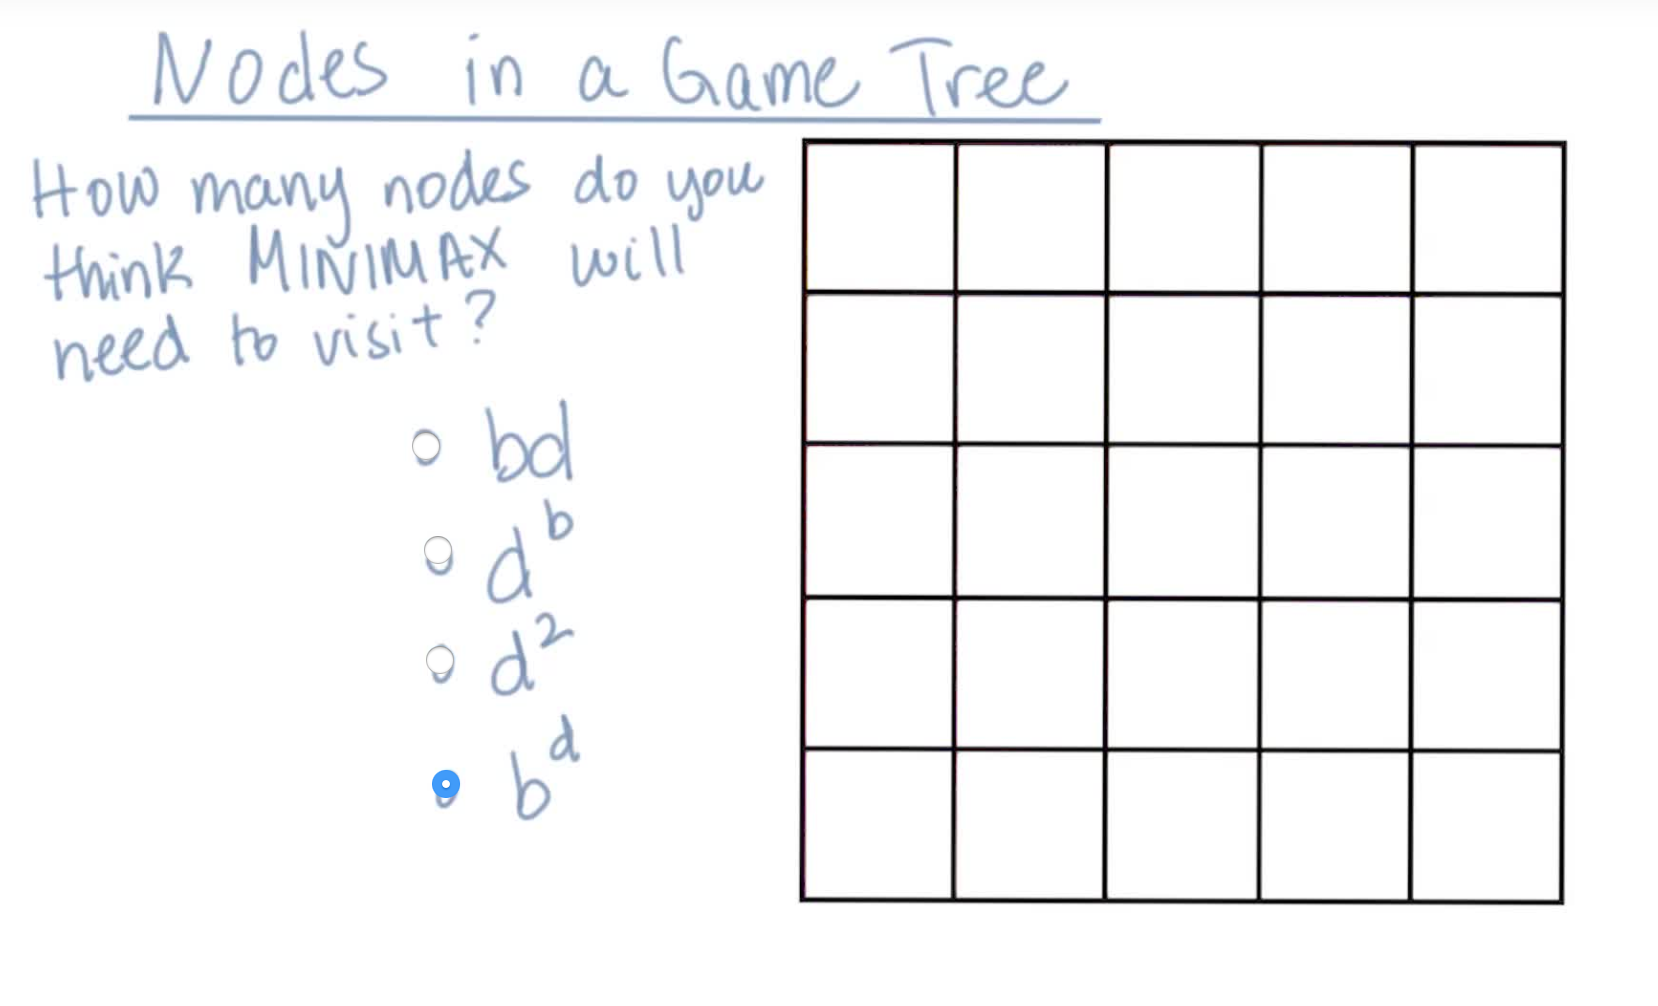 Nodes in a Game Tree
How many nodes do you
think MINIMAX will
need to visit?
bd
d^b
d^2
b^d